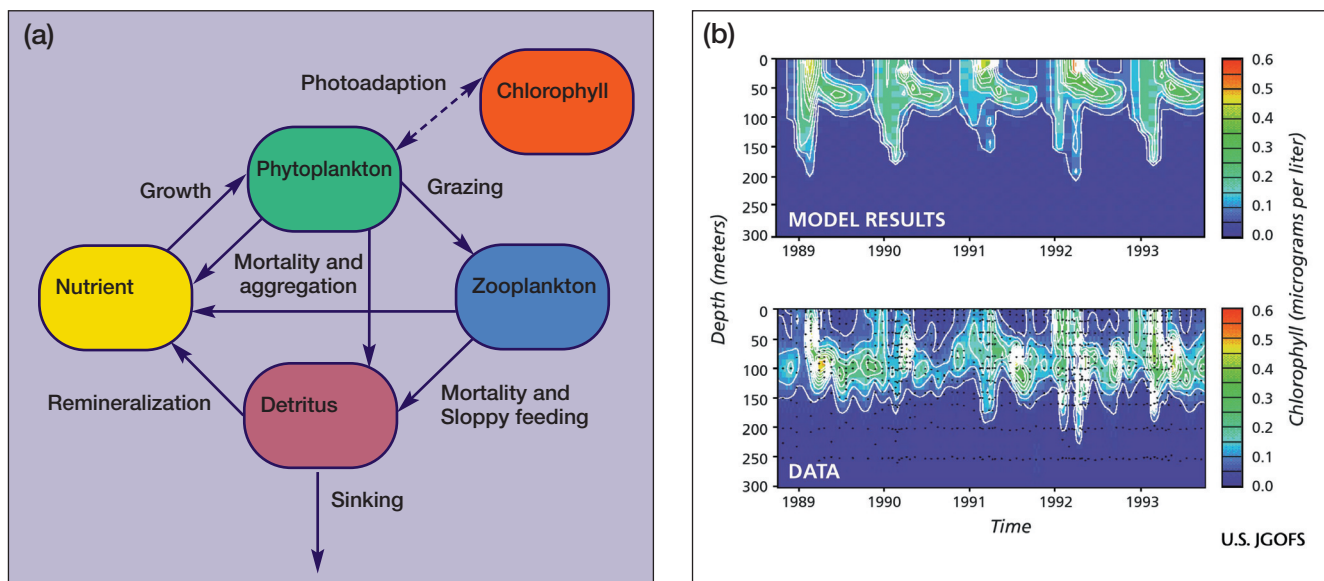 (a)
Photoadaption
Chlorophyll
Phytoplankton
Growth
Grazing
Nutrient
Mortality and
aggregation
Zooplankton
Remineralization
Detritus
Mortality and
Sloppy feeding
Sinking
(b)
0
50
100
150
200
250
300
MODEL RESULTS
1989
1990
1991
1992
1993
0.6
0.5
0.4
0.3
0.2
0.1
0.0
Depth (meters)
Chlorophyll (micrograms per liter)
0
50
100
150
200
250
300
DATA
1989
1990
1991
1992
1993
0.6
0.5
0.4
0.3
0.2
0.1
0.0
Time
U.S. JGOFS